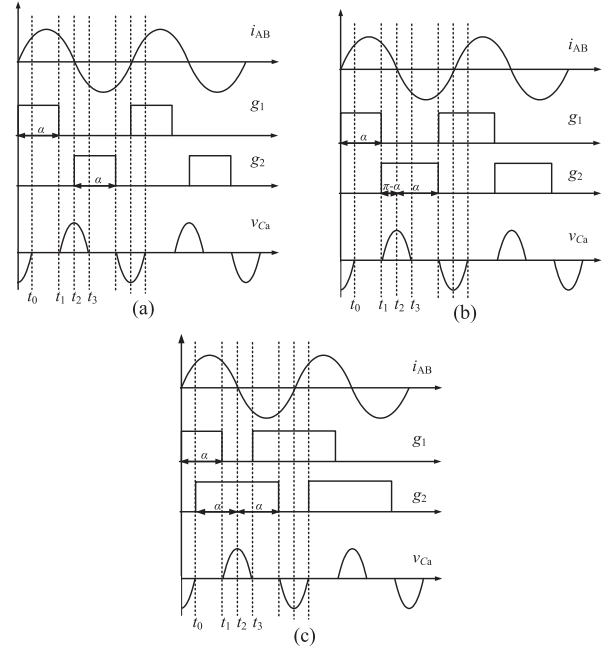 i_AB
g_1
α
g_2
α
v_Ca
t_0 t_1 t_2 t_3
(a)
i_AB
g_1
α
g_2
π-α α
v_Ca
t_0 t_1 t_2 t_3
(b)
i_AB
g_1
α
g_2
α α
v_Ca
t_0 t_1 t_2 t_3
(c)